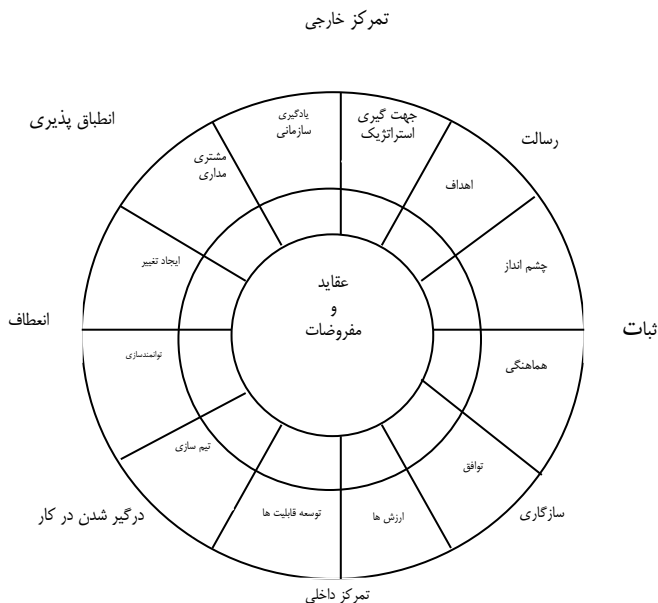 تمرکز خارجی
انطباق پذیری
رسالت
یادگیری
سازمانی
جهت گیری
استراتژیک
مشتری
مداری
اهداف
ایجاد تغییر
چشم انداز
عقاید
و
مفروضات
انعطاف
ثبات
توانمندسازی
هماهنگی
تیم سازی
توافق
توسعه قابلیت ها
ارزش ها
درگیر شدن در کار
سازگاری
تمرکز داخلی